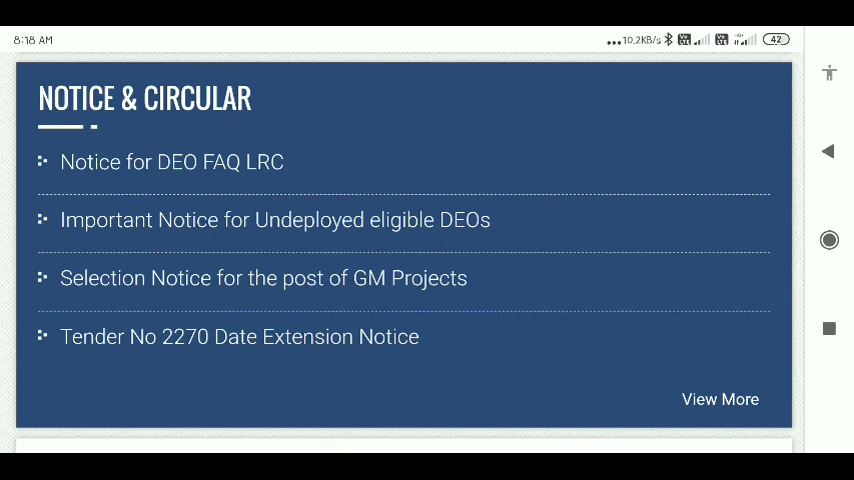 8:18 AM
...10.2KB/s 42
NOTICE & CIRCULAR
Notice for DEO FAQ LRC
Important Notice for Undeployed eligible DEOs
Selection Notice for the post of GM Projects
Tender No 2270 Date Extension Notice
View More